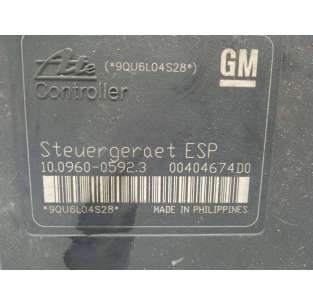 Ate (*9QU6L04S28*) GM
Controller
Steuergeraet ESP
10.0960-0592.3 00404674D0
*9QU6L04S28* MADE IN PHILIPPINES